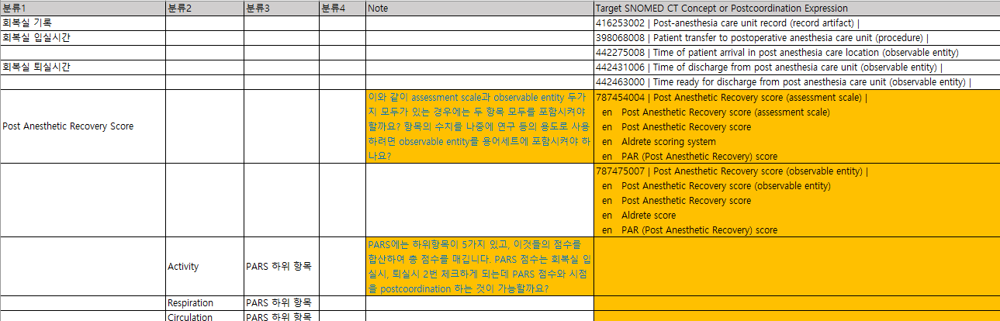 분류1 분류2 분류3 분류4 Note Target SNOMED CT Concept or Postcoordination Expression
회복실 기록 416253002 | Post-anesthesia care unit record (record artifact) |
회복실 입실시간 398068008 | Patient transfer to postoperative anesthesia care unit (procedure) |
442275008 | Time of patient arrival in post anesthesia care location (observable entity)
회복실 퇴실시간 442431006 | Time of discharge from post anesthesia care unit (observable entity) |
442463000 | Time ready for discharge from post anesthesia care unit (observable entity) |
Post Anesthetic Recovery Score
이와 같이 assessment scale과 observable entity 두가
지 모두가 있는 경우에는 두 항목 모두를 포함시켜야
할까요? 항목의 수치를 나중에 연구 등의 용도로 사용
하려면 observable entity를 용어세트에 포함시켜야 하
나요?
787454004 | Post Anesthetic Recovery score (assessment scale) |
en Post Anesthetic Recovery score (assessment scale)
en Post Anesthetic Recovery score
en Aldrete scoring system
en PAR (Post Anesthetic Recovery) score
787475007 | Post Anesthetic Recovery score (observable entity) |
en Post Anesthetic Recovery score (observable entity)
en Post Anesthetic Recovery score
en Aldrete score
en PAR (Post Anesthetic Recovery) score
Activity PARS 하위 항목
PARS에는 하위항목이 5가지 있고, 이것들의 점수를
합산하여 총 점수를 매깁니다. PARS 점수는 회복실 입
실시, 퇴실시 2번 체크하게 되는데 PARS 점수와 시점
을 postcoordination 하는 것이 가능할까요?
Respiration PARS 하위 항목
Circulation PARS 하위 항목